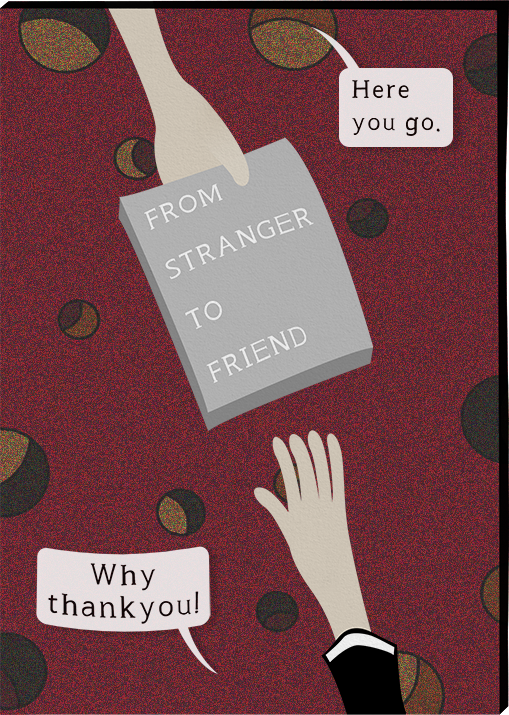 Here
you go.
FROM
STRANGER
TO
FRIEND
Why
thankyou!